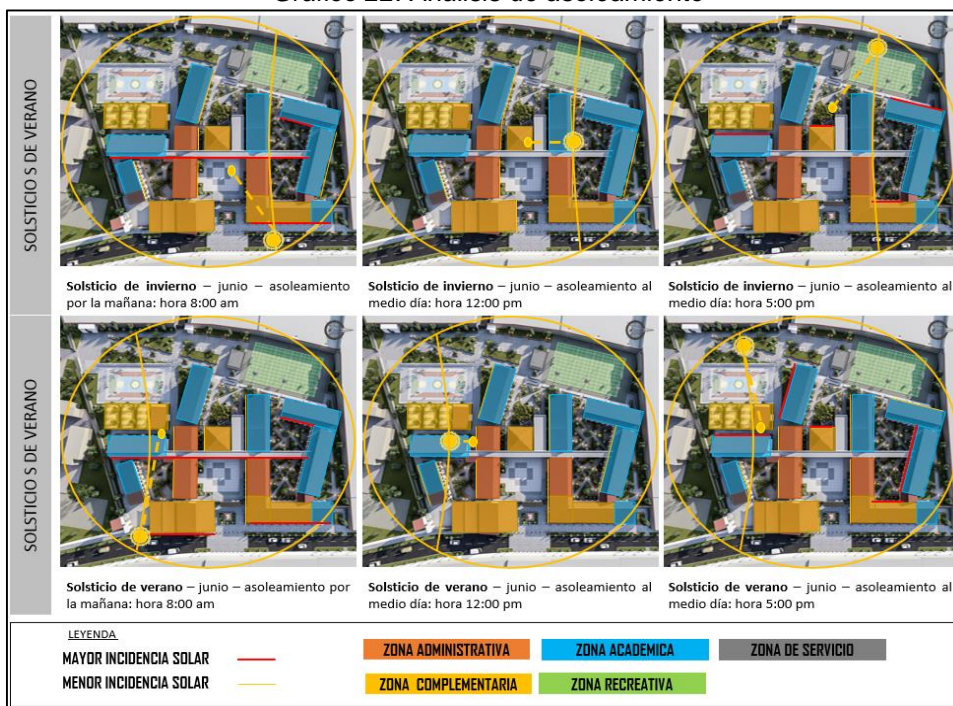 SOLSTICIO S DE VERANO
Solsticio de invierno – junio – asoleamiento
por la mañana: hora 8:00 am
Solsticio de invierno – junio – asoleamiento al
medio día: hora 12:00 pm
Solsticio de invierno – junio – asoleamiento al
medio día: hora 5:00 pm
SOLSTICIO S DE VERANO
Solsticio de verano – junio – asoleamiento por
la mañana: hora 8:00 am
Solsticio de verano – junio – asoleamiento al
medio día: hora 12:00 pm
Solsticio de verano – junio – asoleamiento al
medio día: hora 5:00 pm
LEYENDA
MAYOR INCIDENCIA SOLAR
MENOR INCIDENCIA SOLAR
ZONA ADMINISTRATIVA
ZONA ACADEMICA
ZONA DE SERVICIO
ZONA COMPLEMENTARIA
ZONA RECREATIVA